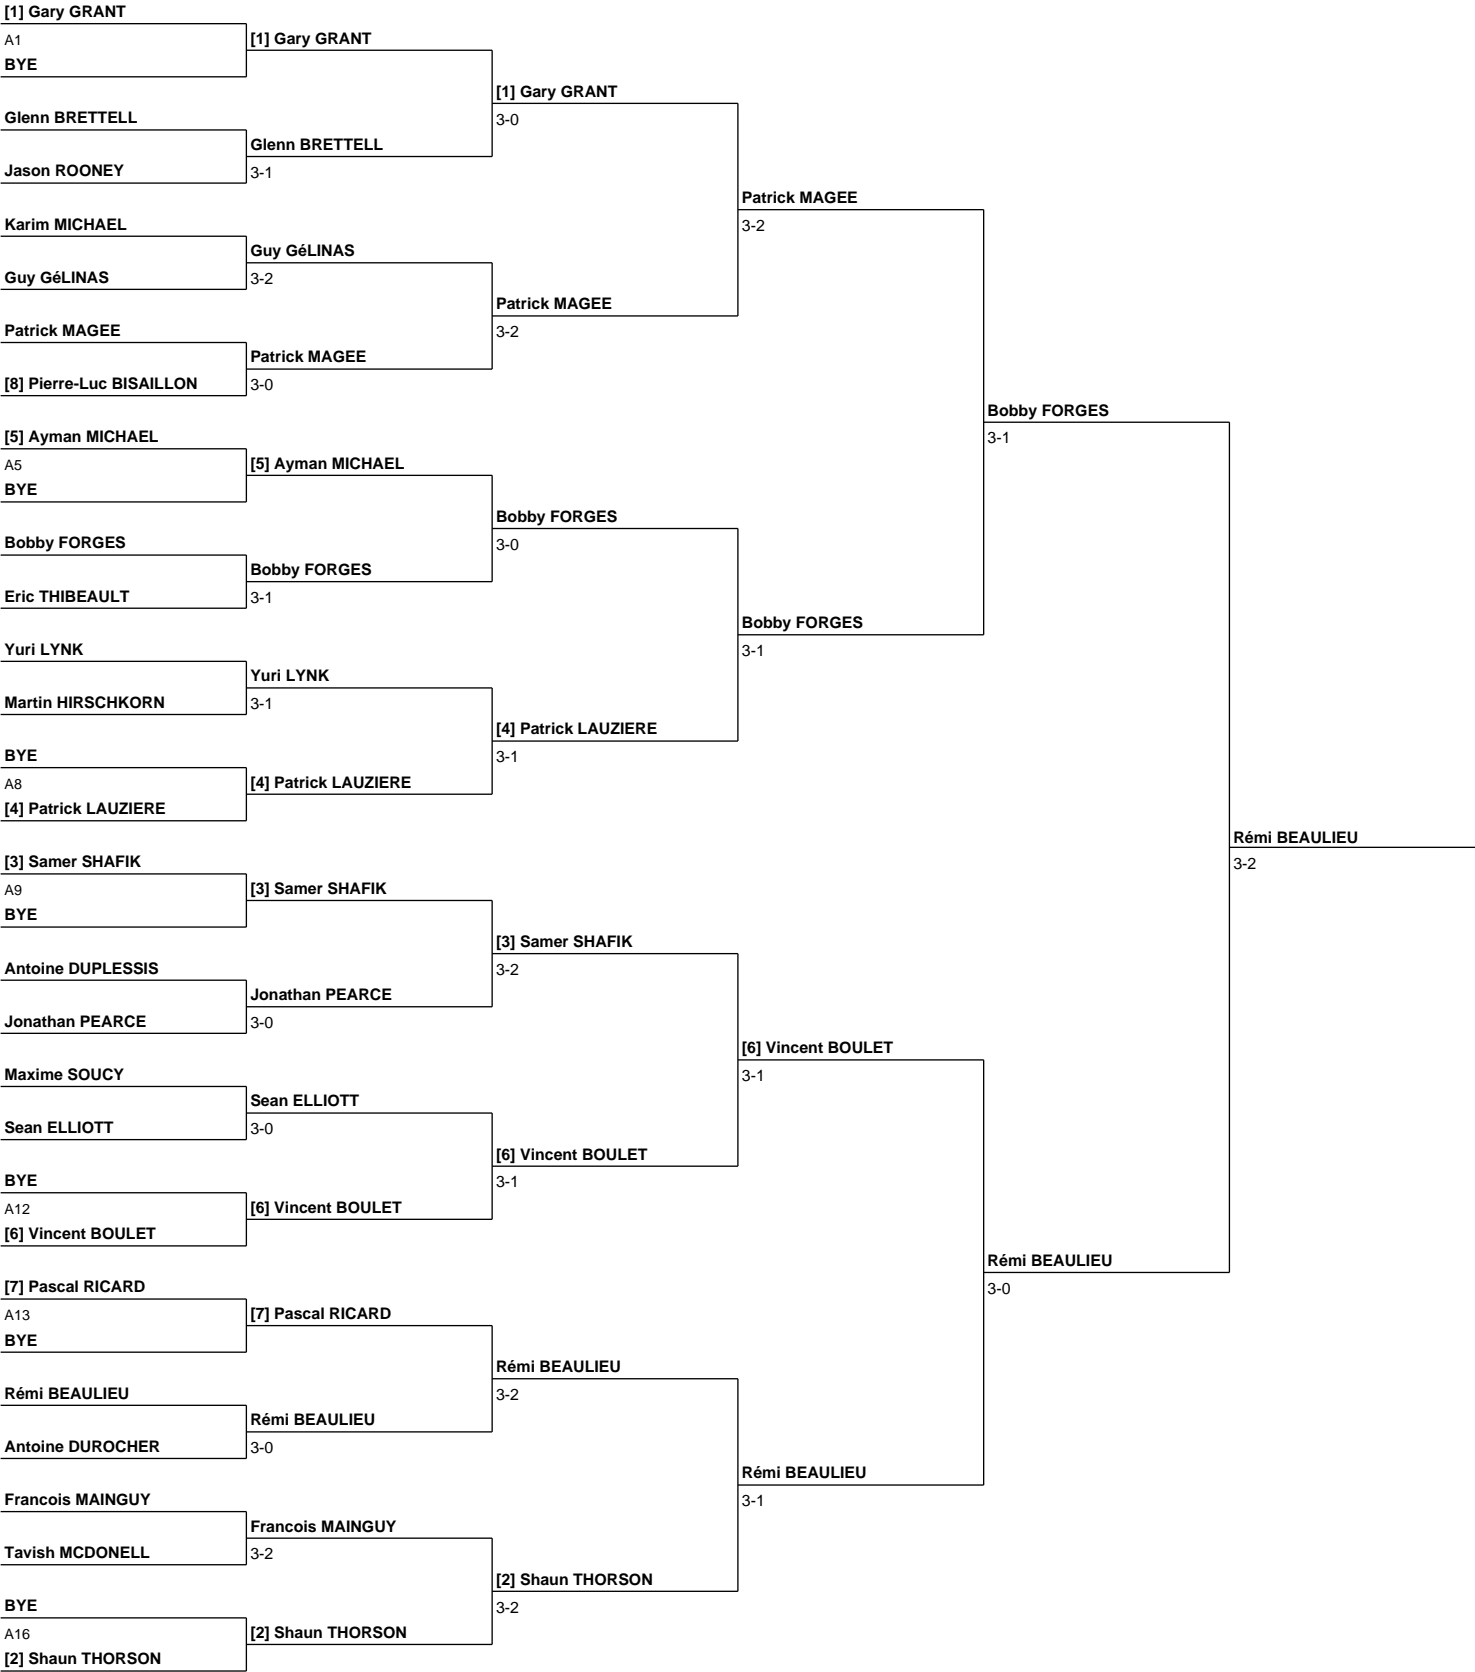 [1] Gary GRANT
A1
BYE
Glenn BRETTELL
Jason ROONEY
Karim MICHAEL
Guy GéLINAS
Patrick MAGEE
[8] Pierre-Luc BISAILLON
[5] Ayman MICHAEL
A5
BYE
Bobby FORGES
Eric THIBEAULT
Yuri LYNK
Martin HIRSCHKORN
BYE
A8
[4] Patrick LAUZIERE
[3] Samer SHAFIK
A9
BYE
Antoine DUPLESSIS
Jonathan PEARCE
Maxime SOUCY
Sean ELLIOTT
BYE
A12
[6] Vincent BOULET
[7] Pascal RICARD
A13
BYE
Rémi BEAULIEU
Antoine DUROCHER
Francois MAINGUY
Tavish MCDONELL
BYE
A16
[2] Shaun THORSON
[1] Gary GRANT
Glenn BRETTELL
3-1
Guy GéLINAS
3-2
Patrick MAGEE
3-0
[5] Ayman MICHAEL
Bobby FORGES
3-1
Yuri LYNK
3-1
[4] Patrick LAUZIERE
[3] Samer SHAFIK
Jonathan PEARCE
3-0
Sean ELLIOTT
3-0
[6] Vincent BOULET
[7] Pascal RICARD
Rémi BEAULIEU
3-0
Francois MAINGUY
3-2
[2] Shaun THORSON
[1] Gary GRANT
3-0
Patrick MAGEE
3-2
Bobby FORGES
3-0
[4] Patrick LAUZIERE
3-1
[3] Samer SHAFIK
3-2
[6] Vincent BOULET
3-1
Rémi BEAULIEU
3-2
[2] Shaun THORSON
3-2
Patrick MAGEE
3-2
Bobby FORGES
3-1
[6] Vincent BOULET
3-1
Rémi BEAULIEU
3-1
Bobby FORGES
3-1
Rémi BEAULIEU
3-0
Rémi BEAULIEU
3-2